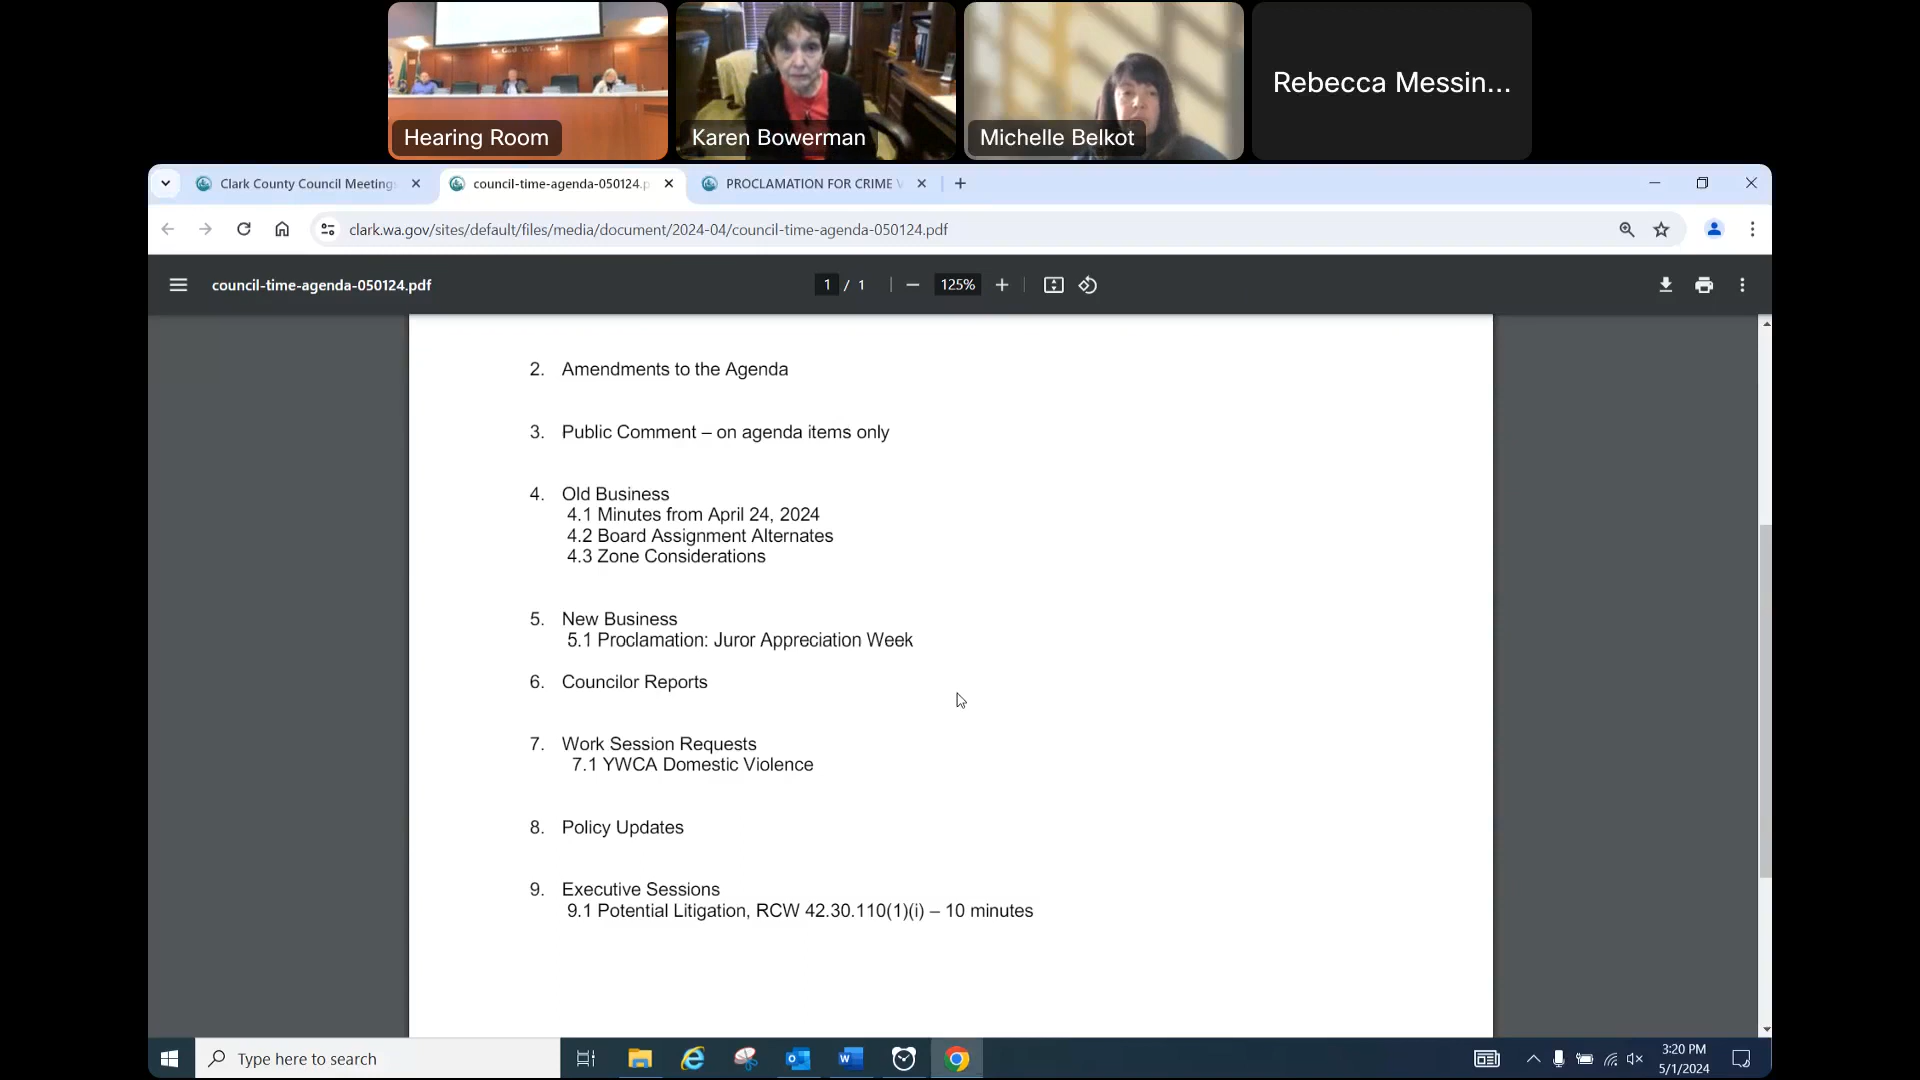 In God We Trust
Hearing Room
Karen Bowerman
Michelle Belkot
Rebecca Messin...
Clark County Council Meeting
council-time-agenda-050124.p
PROCLAMATION FOR CRIME V
clark.wa.gov/sites/default/files/media/document/2024-04/council-time-agenda-050124.pdf
council-time-agenda-050124.pdf
1 / 1
125%
2. Amendments to the Agenda
3. Public Comment – on agenda items only
4. Old Business
4.1 Minutes from April 24, 2024
4.2 Board Assignment Alternates
4.3 Zone Considerations
5. New Business
5.1 Proclamation: Juror Appreciation Week
6. Councilor Reports
7. Work Session Requests
7.1 YWCA Domestic Violence
8. Policy Updates
9. Executive Sessions
9.1 Potential Litigation, RCW 42.30.110(1)(i) – 10 minutes
Type here to search
3:20 PM
5/1/2024